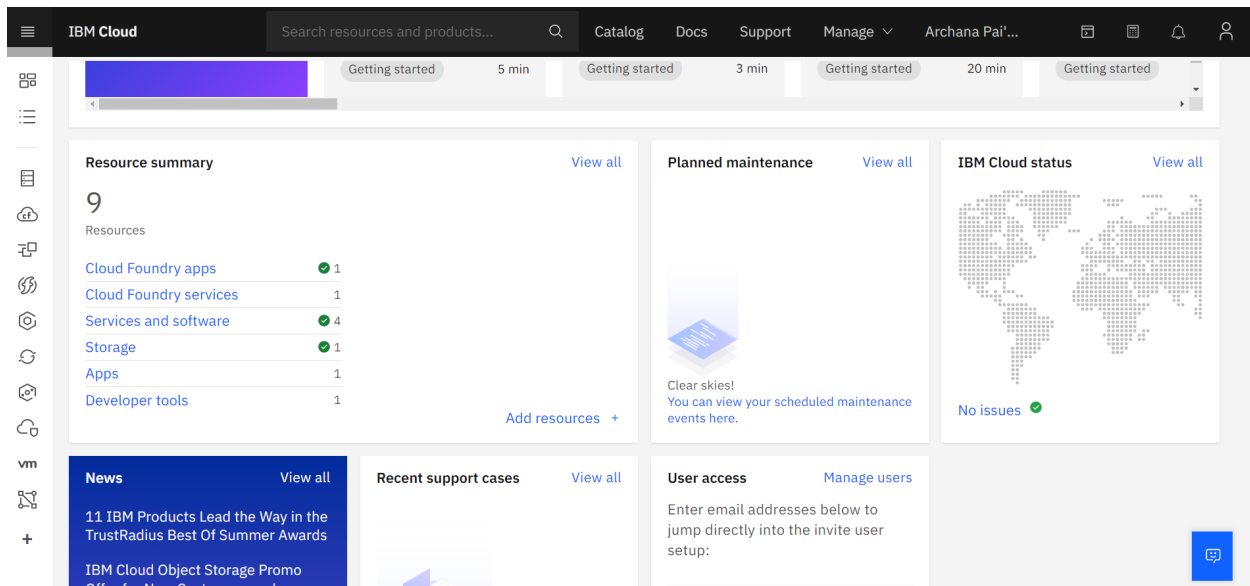 IBM Cloud
Search resources and products...
Catalog
Docs
Support
Manage
Archana Pai'...
Getting started
5 min
Getting started
3 min
Getting started
20 min
Getting started
Resource summary
View all
9
Resources
Cloud Foundry apps
1
Cloud Foundry services
1
Services and software
4
Storage
1
Apps
1
Developer tools
1
Add resources +
Planned maintenance
View all
Clear skies!
You can view your scheduled maintenance
events here.
IBM Cloud status
View all
No issues
cf
vm
News
View all
11 IBM Products Lead the Way in the
TrustRadius Best Of Summer Awards
IBM Cloud Object Storage Promo
Recent support cases
View all
User access
Manage users
Enter email addresses below to
jump directly into the invite user
setup: